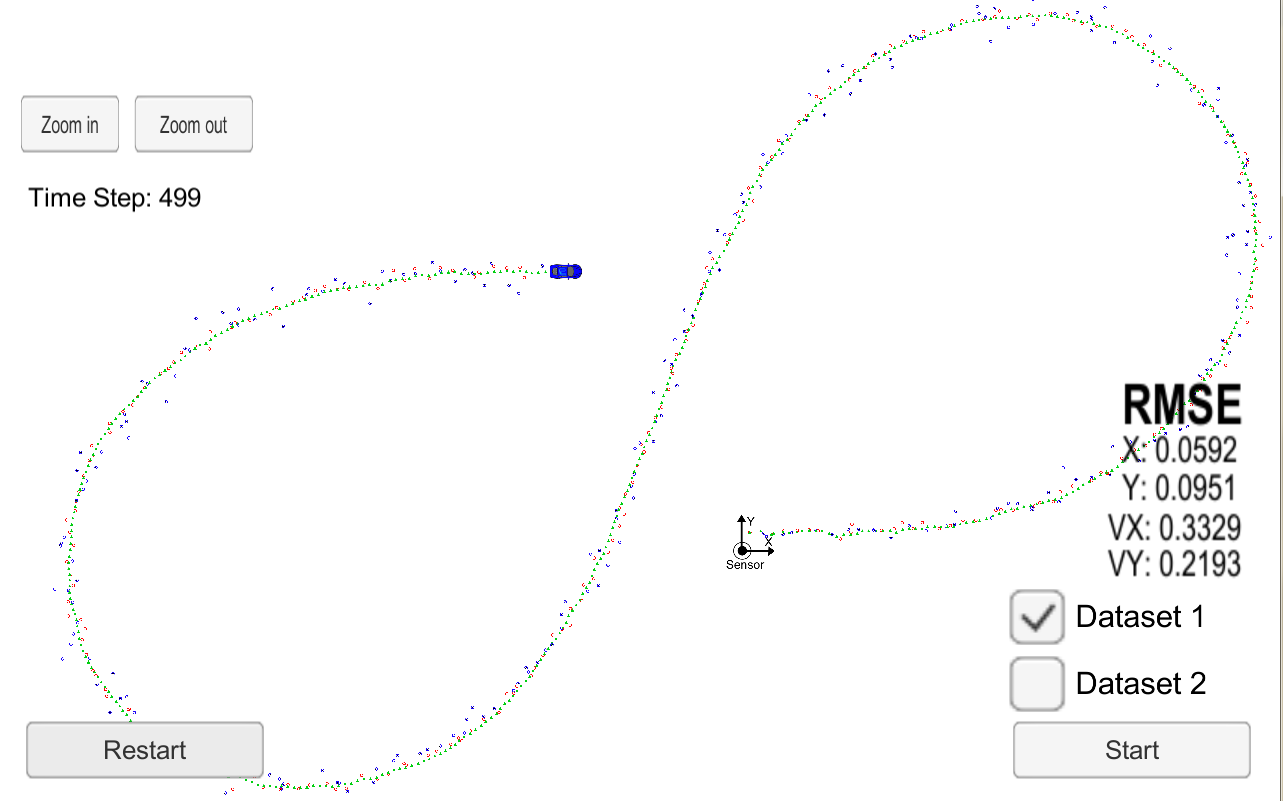 Zoom in
Zoom out
Time Step: 499
RMSE
X: 0.0592
Y: 0.0951
VX: 0.3329
VY: 0.2193
Y
X
Sensor
Dataset 1
Dataset 2
Restart
Start